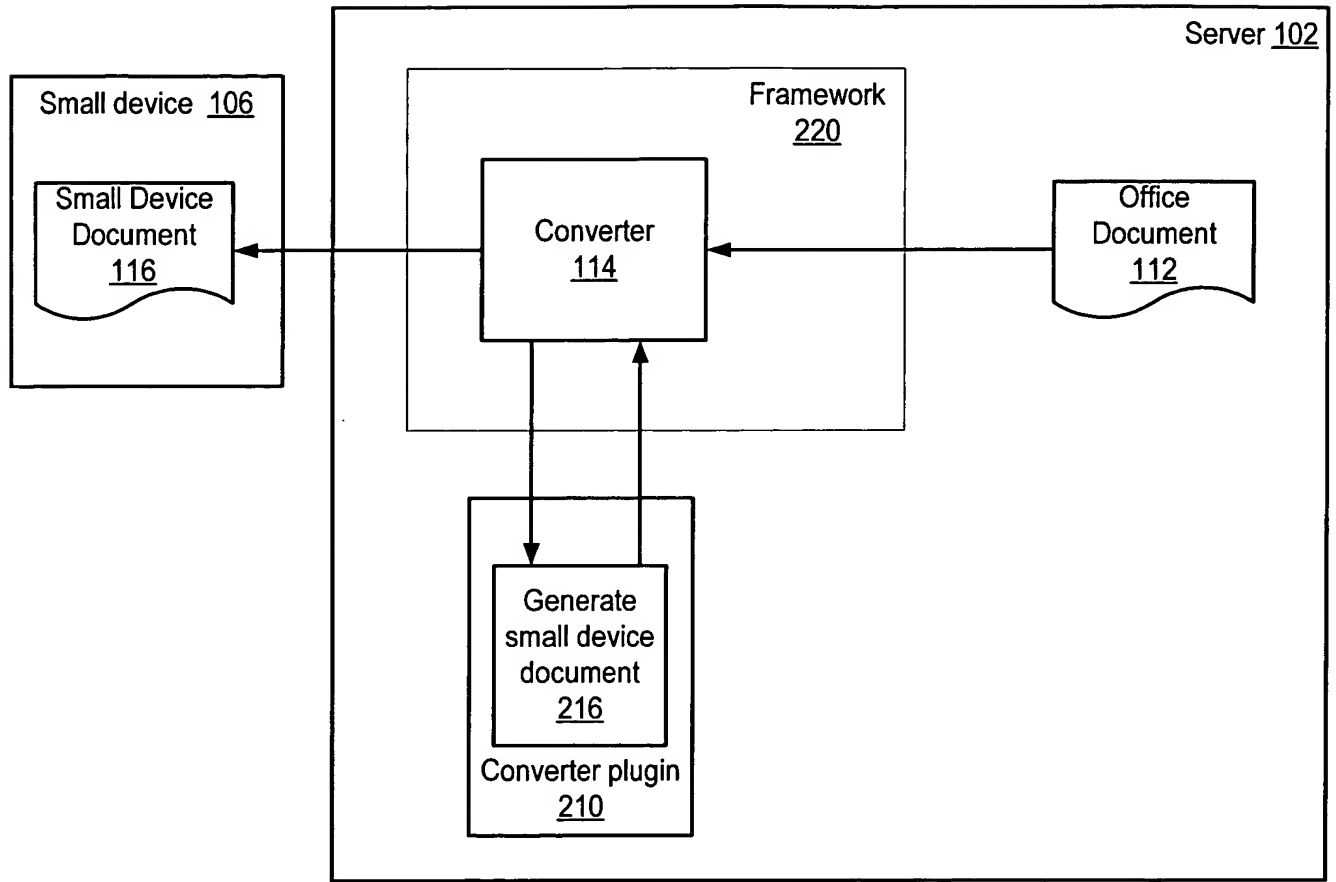 Server 102
Small device 106
Framework
220
Small Device
Document
116
Converter
114
Office
Document
112
Generate
small device
document
216
Converter plugin
210